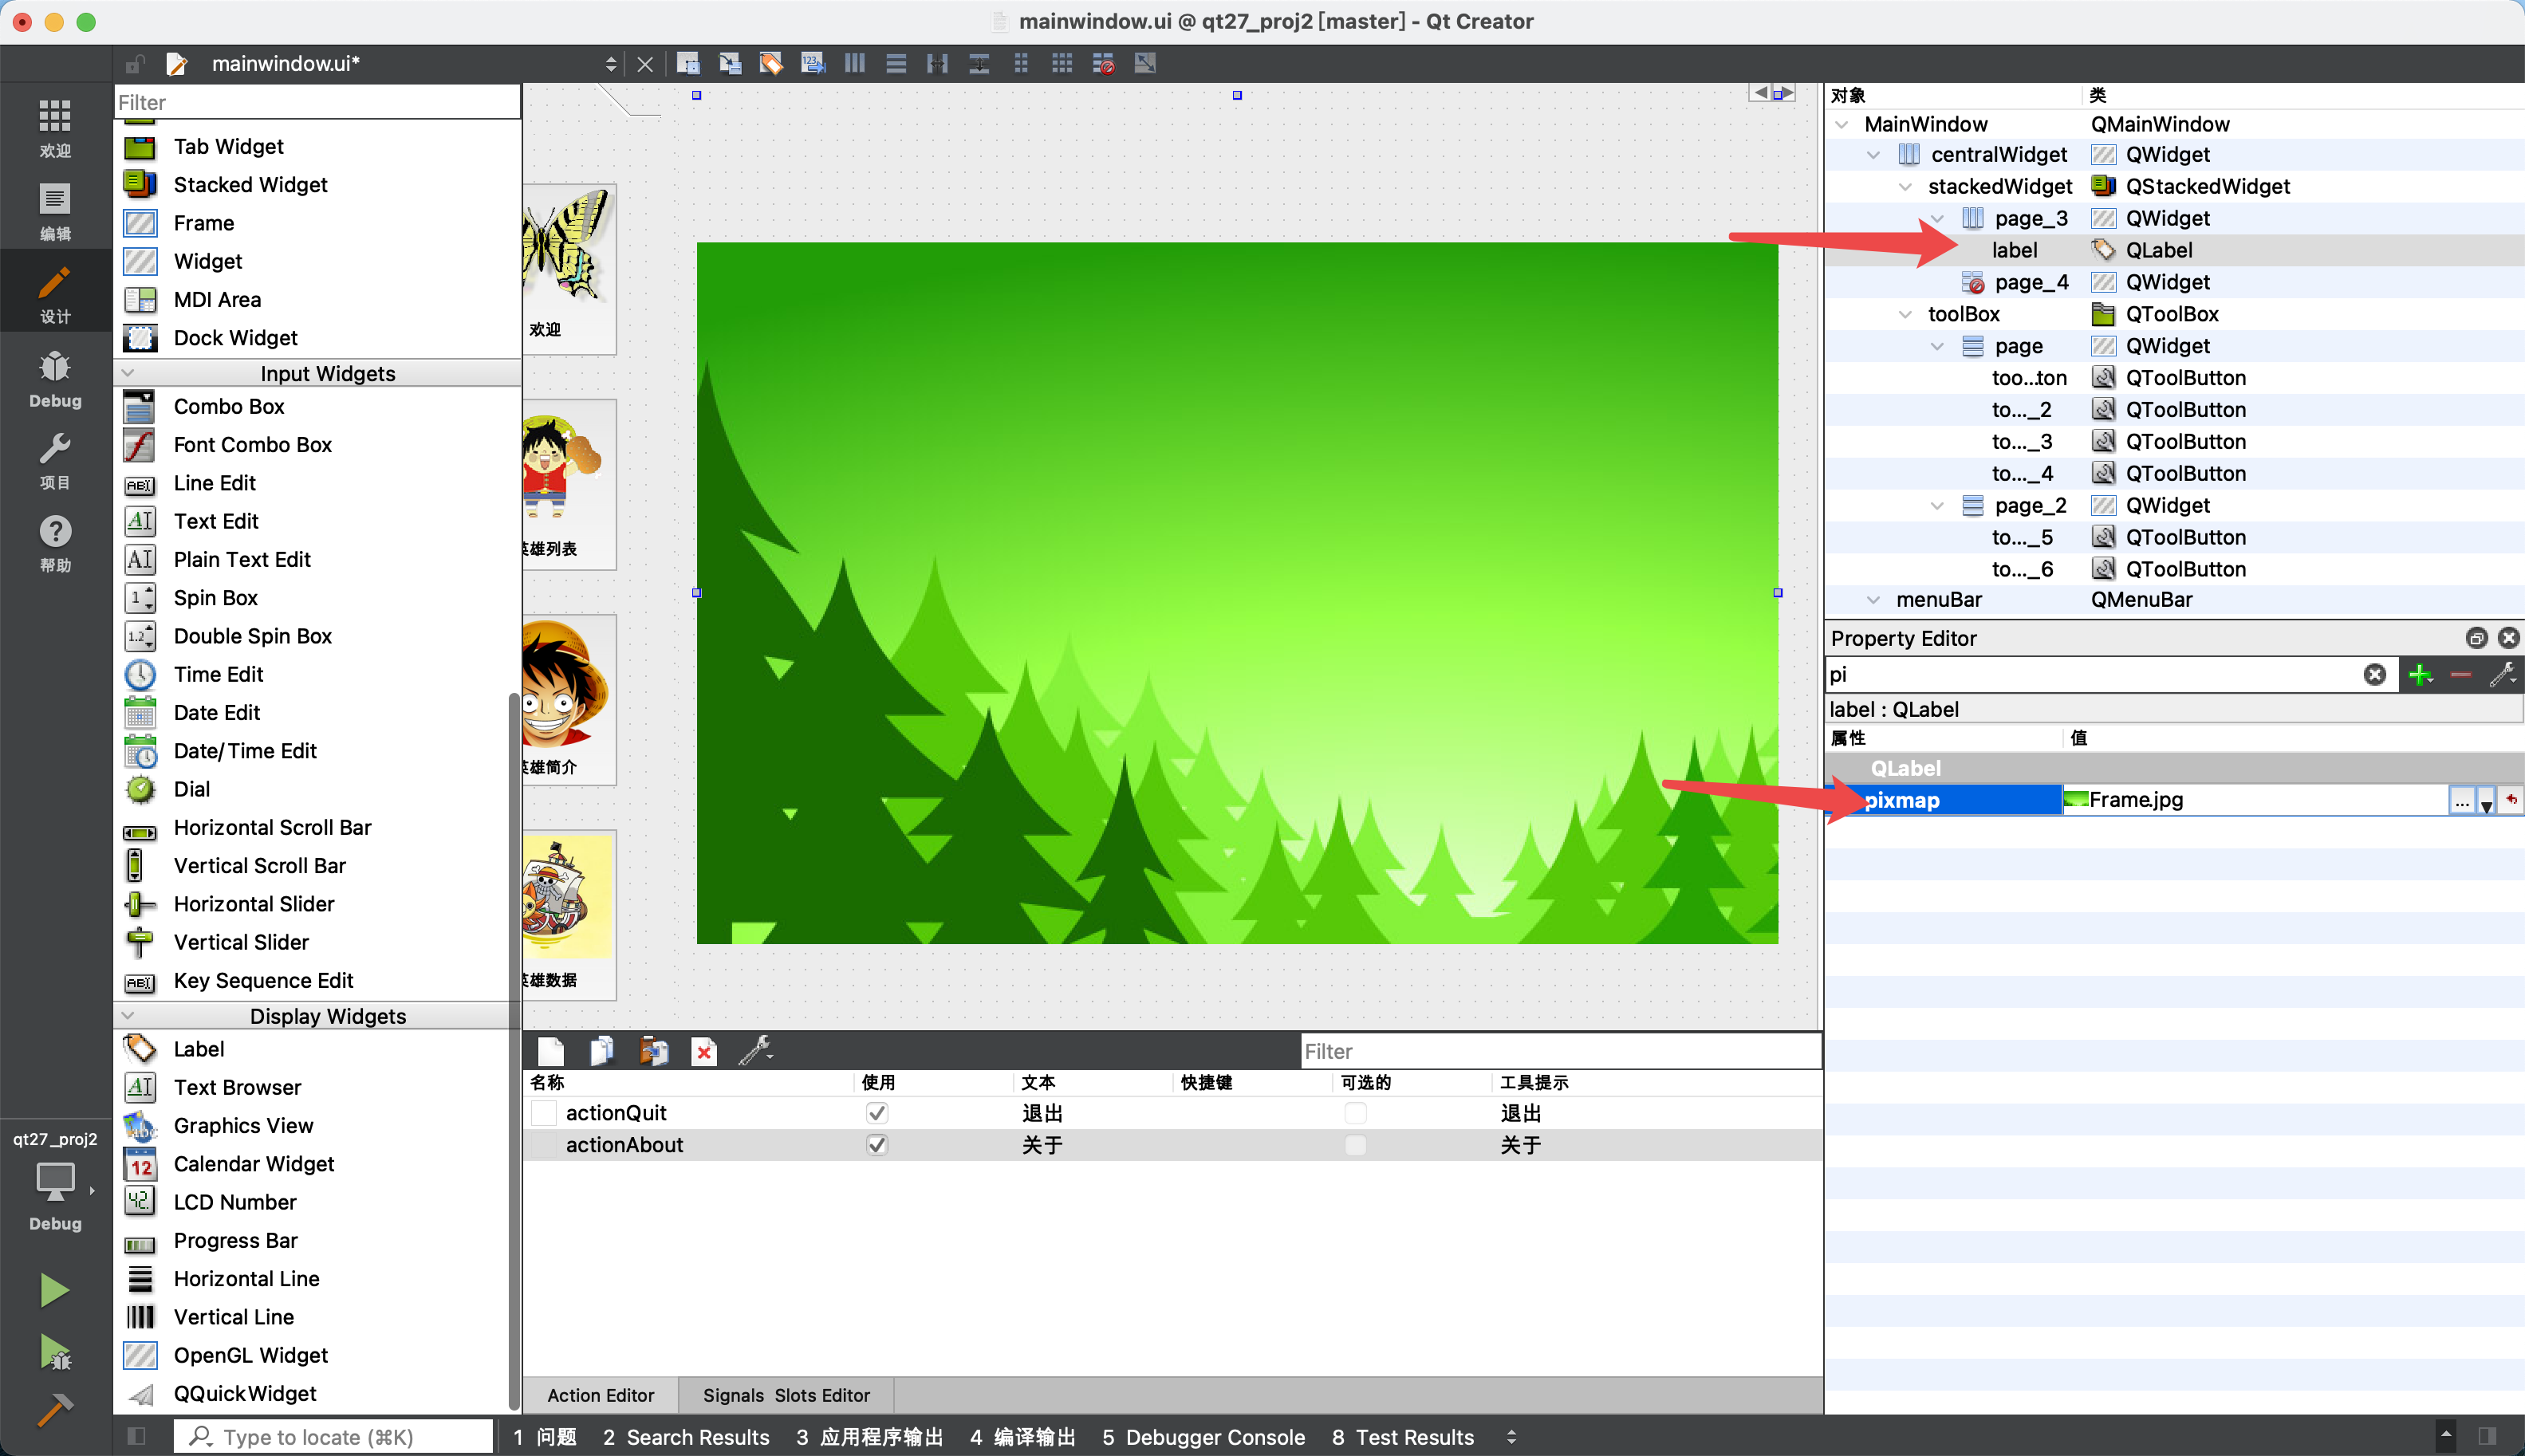 mainwindow.ui @ qt27_proj2 [master] - Qt Creator
mainwindow.ui*
欢迎
编辑
设计
Debug
项目
帮助
qt27_proj2
Debug
Filter
Tab Widget
Stacked Widget
Frame
Widget
MDI Area
Dock Widget
Input Widgets
Combo Box
Font Combo Box
Line Edit
Text Edit
Plain Text Edit
Spin Box
Double Spin Box
Time Edit
Date Edit
Date/Time Edit
Dial
Horizontal Scroll Bar
Vertical Scroll Bar
Horizontal Slider
Vertical Slider
Key Sequence Edit
Display Widgets
Label
Text Browser
Graphics View
Calendar Widget
LCD Number
Progress Bar
Horizontal Line
Vertical Line
OpenGL Widget
QQuickWidget
欢迎
英雄列表
英雄简介
英雄数据
Filter
名称 使用 文本 快捷键 可选的 工具提示
actionQuit 退出 退出
actionAbout 关于 关于
Action Editor Signals Slots Editor
对象 类
MainWindow QMainWindow
centralWidget QWidget
stackedWidget QStackedWidget
page_3 QWidget
label QLabel
page_4 QWidget
toolBox QToolBox
page QWidget
too...ton QToolButton
to..._2 QToolButton
to..._3 QToolButton
to..._4 QToolButton
page_2 QWidget
to..._5 QToolButton
to..._6 QToolButton
menuBar QMenuBar
Property Editor
pi
label : QLabel
属性 值
QLabel
pixmap Frame.jpg ...
Type to locate (⌘K) 1 问题 2 Search Results 3 应用程序输出 4 编译输出 5 Debugger Console 8 Test Results